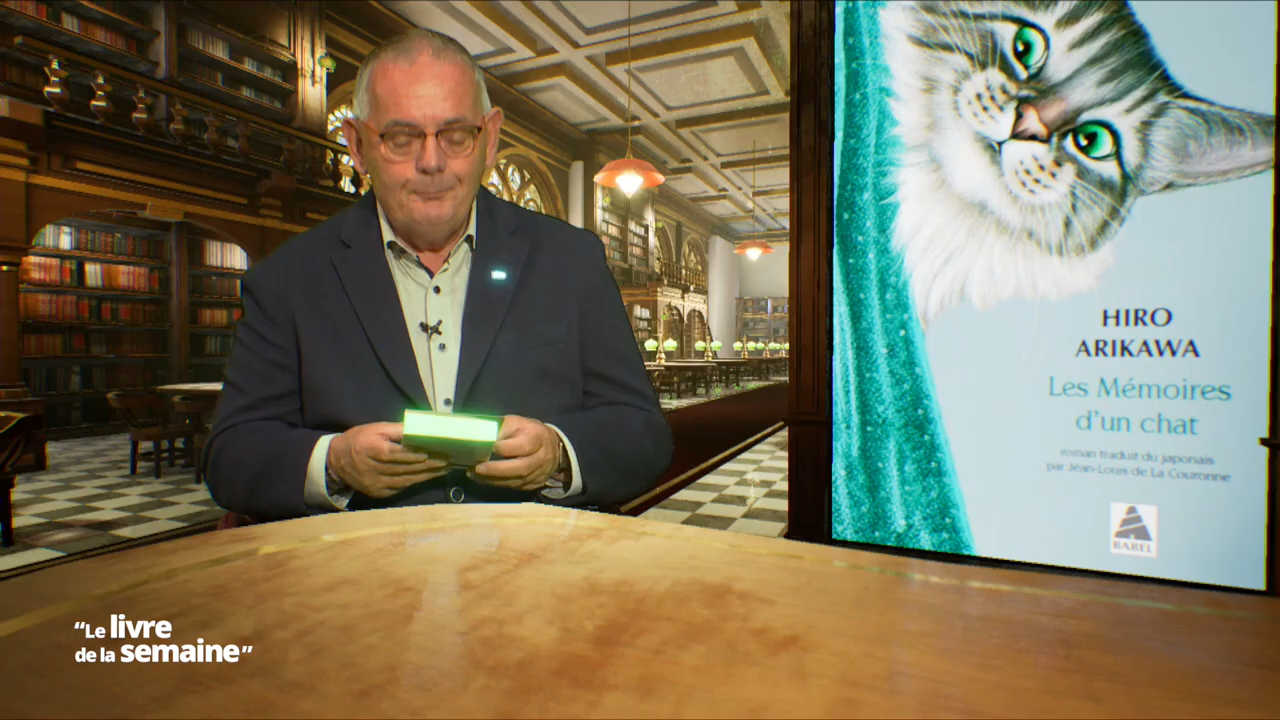 HIRO
ARIKAWA
Les Mémoires
d'un chat
roman traduit du japonais
par Jean-Louis de La Couronne
BABEL
“Le livre
de la semaine”